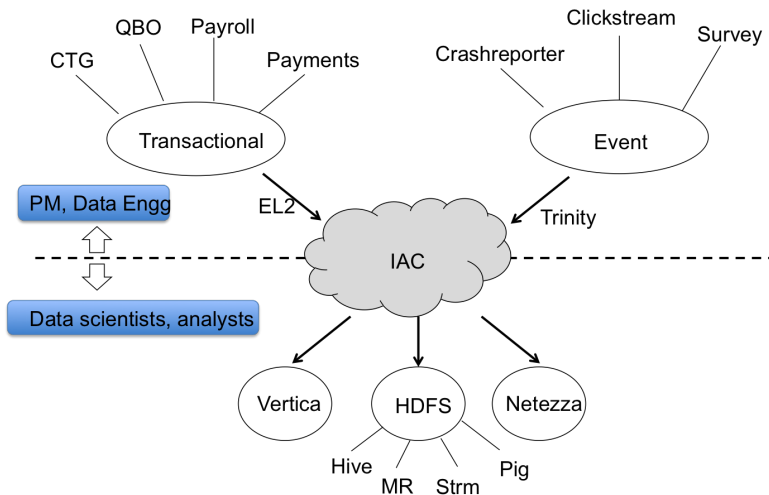 QBO
Payroll
CTG
Payments
Transactional
Clickstream
Survey
Crashreporter
Event
PM, Data Engg
EL2
Trinity
IAC
Data scientists, analysts
Vertica
HDFS
Netezza
Hive
MR
Strm
Pig